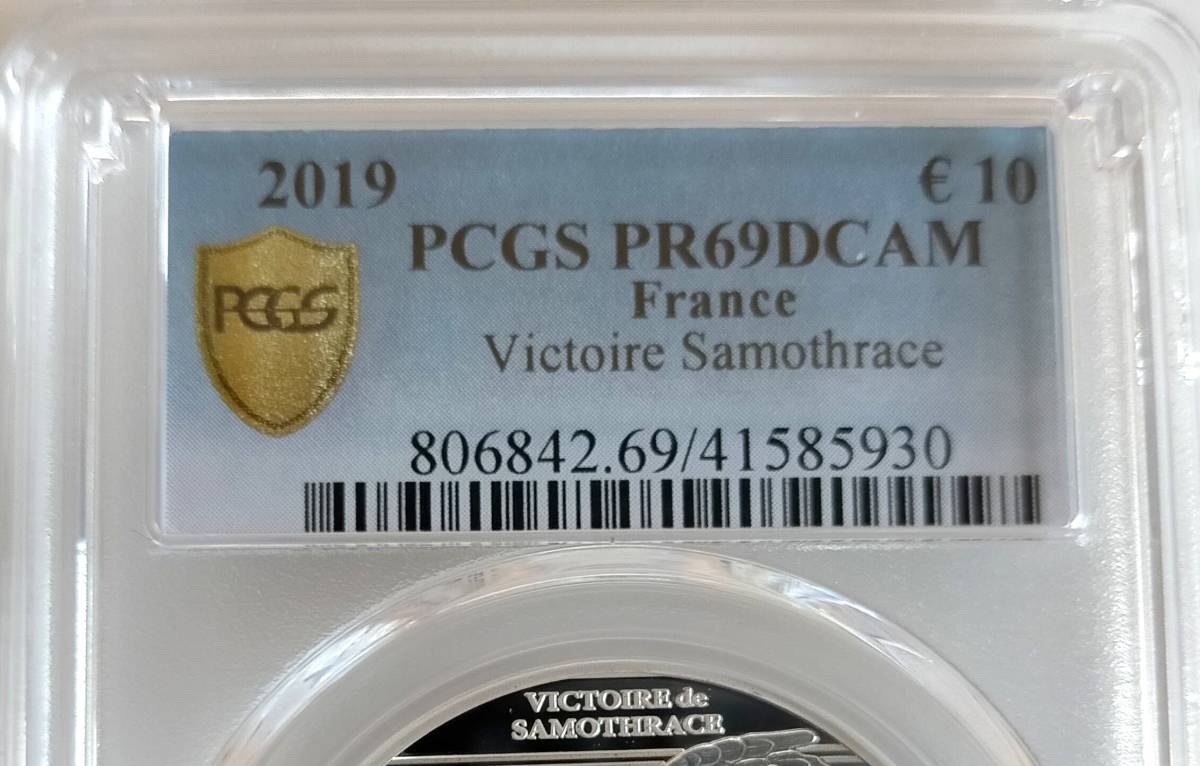 2019 € 10
PCGS PR69DCAM
PCGS
France
Victoire Samothrace
806842.69/41585930
VICTOIRE de
SAMOTHRACE